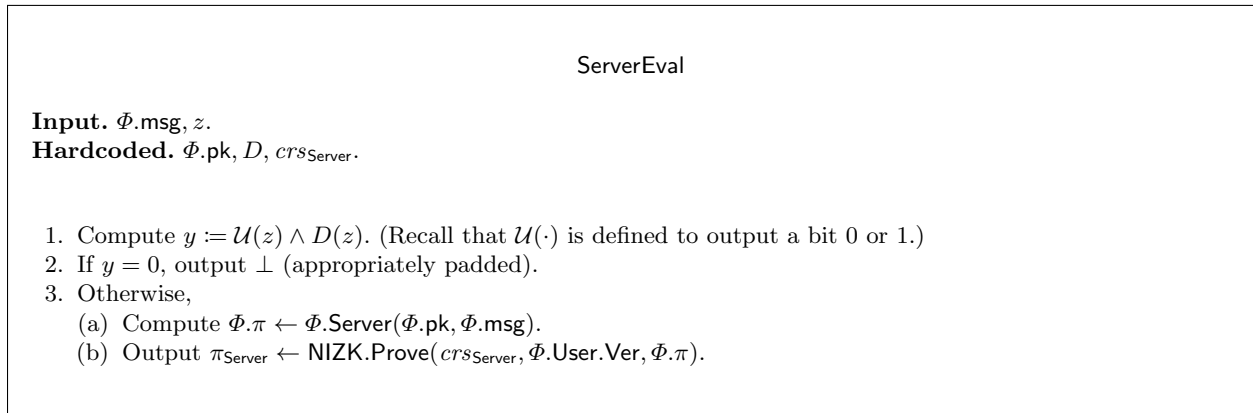 ServerEval
Input. Φ.msg, z.
Hardcoded. Φ.pk, D, crs_Server.
1. Compute y ≔ 𝒰(z) ∧ D(z). (Recall that 𝒰(·) is defined to output a bit 0 or 1.)
2. If y = 0, output ⊥ (appropriately padded).
3. Otherwise,
(a) Compute Φ.π ← Φ.Server(Φ.pk, Φ.msg).
(b) Output π_Server ← NIZK.Prove(crs_Server, Φ.User.Ver, Φ.π).